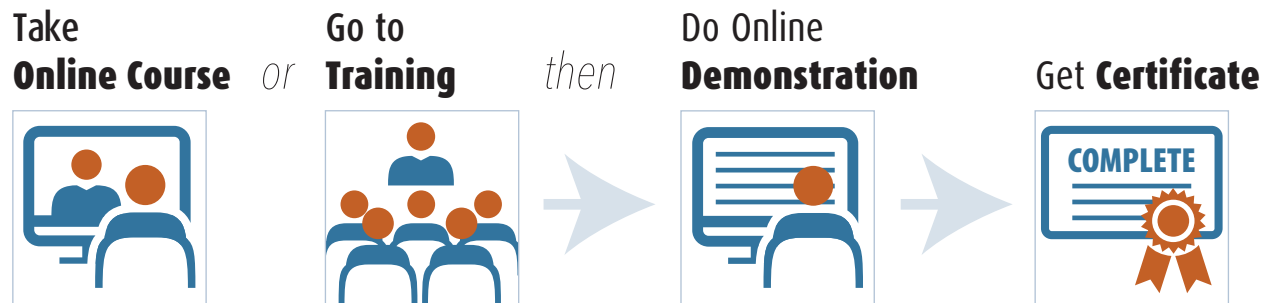 Take
Online Course
or
Go to
Training
then
Do Online
Demonstration
Get Certificate
COMPLETE